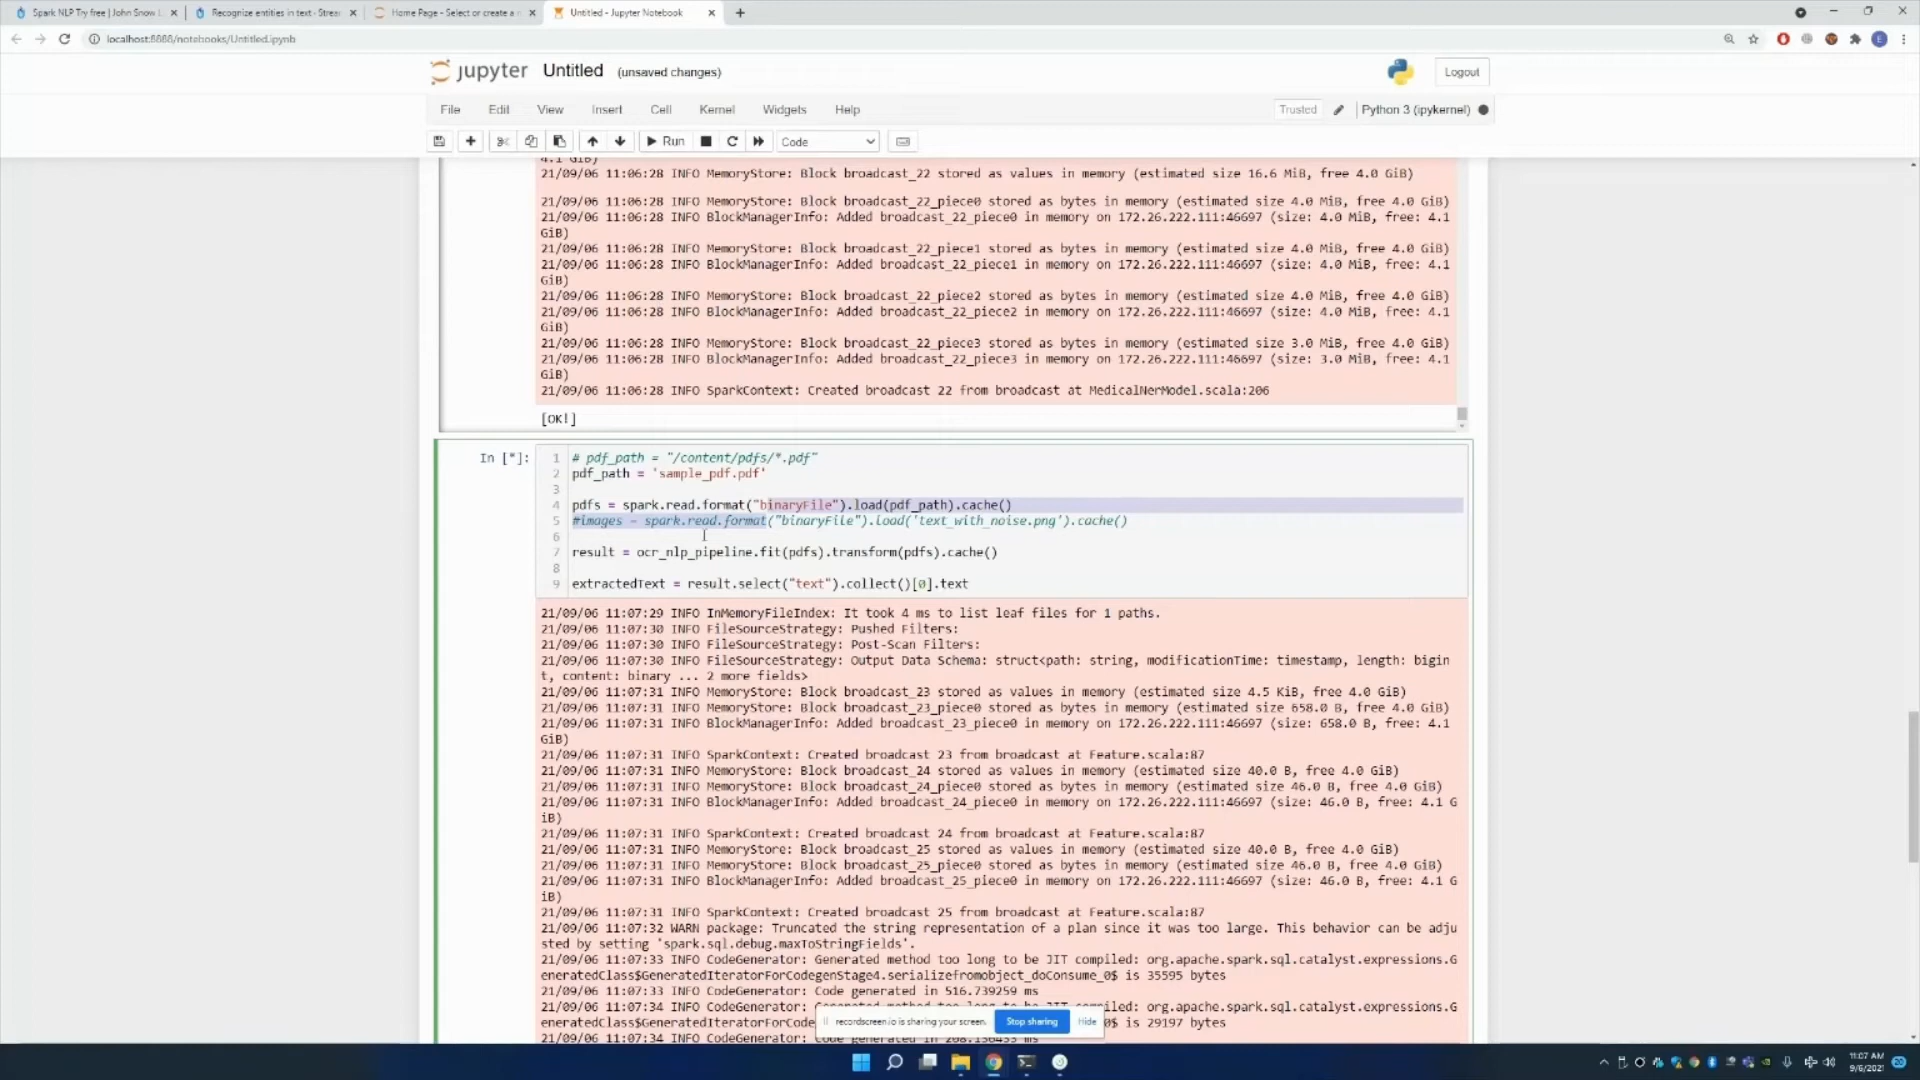 Spark NLP Try free | John Snow L
Recognize entities in text - Strea
Home Page - Select or create a n
Untitled - Jupyter Notebook
localhost:8888/notebooks/Untitled.ipynb
jupyter Untitled (unsaved changes)
Logout
File Edit View Insert Cell Kernel Widgets Help
Trusted
Python 3 (ipykernel)
Run
Code
4.1 GiB)
21/09/06 11:06:28 INFO MemoryStore: Block broadcast_22 stored as values in memory (estimated size 16.6 MiB, free 4.0 GiB)
21/09/06 11:06:28 INFO MemoryStore: Block broadcast_22_piece0 stored as bytes in memory (estimated size 4.0 MiB, free 4.0 GiB)
21/09/06 11:06:28 INFO BlockManagerInfo: Added broadcast_22_piece0 in memory on 172.26.222.111:46697 (size: 4.0 MiB, free: 4.1
GiB)
21/09/06 11:06:28 INFO MemoryStore: Block broadcast_22_piece1 stored as bytes in memory (estimated size 4.0 MiB, free 4.0 GiB)
21/09/06 11:06:28 INFO BlockManagerInfo: Added broadcast_22_piece1 in memory on 172.26.222.111:46697 (size: 4.0 MiB, free: 4.1
GiB)
21/09/06 11:06:28 INFO MemoryStore: Block broadcast_22_piece2 stored as bytes in memory (estimated size 4.0 MiB, free 4.0 GiB)
21/09/06 11:06:28 INFO BlockManagerInfo: Added broadcast_22_piece2 in memory on 172.26.222.111:46697 (size: 4.0 MiB, free: 4.1
GiB)
21/09/06 11:06:28 INFO MemoryStore: Block broadcast_22_piece3 stored as bytes in memory (estimated size 3.0 MiB, free 4.0 GiB)
21/09/06 11:06:28 INFO BlockManagerInfo: Added broadcast_22_piece3 in memory on 172.26.222.111:46697 (size: 3.0 MiB, free: 4.1
GiB)
21/09/06 11:06:28 INFO SparkContext: Created broadcast 22 from broadcast at MedicalNerModel.scala:206
[OK!]
In [*]:
1 # pdf_path = "/content/pdfs/*.pdf"
2 pdf_path = 'sample_pdf.pdf'
3
4 pdfs = spark.read.format("binaryFile").load(pdf_path).cache()
5 #images = spark.read.format("binaryFile").load('text_with_noise.png').cache()
6
7 result = ocr_nlp_pipeline.fit(pdfs).transform(pdfs).cache()
8
9 extractedText = result.select("text").collect()[0].text
21/09/06 11:07:29 INFO InMemoryFileIndex: It took 4 ms to list leaf files for 1 paths.
21/09/06 11:07:30 INFO FileSourceStrategy: Pushed Filters:
21/09/06 11:07:30 INFO FileSourceStrategy: Post-Scan Filters:
21/09/06 11:07:30 INFO FileSourceStrategy: Output Data Schema: struct<path: string, modificationTime: timestamp, length: bigin
t, content: binary ... 2 more fields>
21/09/06 11:07:31 INFO MemoryStore: Block broadcast_23 stored as values in memory (estimated size 4.5 KiB, free 4.0 GiB)
21/09/06 11:07:31 INFO MemoryStore: Block broadcast_23_piece0 stored as bytes in memory (estimated size 658.0 B, free 4.0 GiB)
21/09/06 11:07:31 INFO BlockManagerInfo: Added broadcast_23_piece0 in memory on 172.26.222.111:46697 (size: 658.0 B, free: 4.1
GiB)
21/09/06 11:07:31 INFO SparkContext: Created broadcast 23 from broadcast at Feature.scala:87
21/09/06 11:07:31 INFO MemoryStore: Block broadcast_24 stored as values in memory (estimated size 40.0 B, free 4.0 GiB)
21/09/06 11:07:31 INFO MemoryStore: Block broadcast_24_piece0 stored as bytes in memory (estimated size 46.0 B, free 4.0 GiB)
21/09/06 11:07:31 INFO BlockManagerInfo: Added broadcast_24_piece0 in memory on 172.26.222.111:46697 (size: 46.0 B, free: 4.1 G
iB)
21/09/06 11:07:31 INFO SparkContext: Created broadcast 24 from broadcast at Feature.scala:87
21/09/06 11:07:31 INFO MemoryStore: Block broadcast_25 stored as values in memory (estimated size 40.0 B, free 4.0 GiB)
21/09/06 11:07:31 INFO MemoryStore: Block broadcast_25_piece0 stored as bytes in memory (estimated size 46.0 B, free 4.0 GiB)
21/09/06 11:07:31 INFO BlockManagerInfo: Added broadcast_25_piece0 in memory on 172.26.222.111:46697 (size: 46.0 B, free: 4.1 G
iB)
21/09/06 11:07:31 INFO SparkContext: Created broadcast 25 from broadcast at Feature.scala:87
21/09/06 11:07:32 WARN package: Truncated the string representation of a plan since it was too large. This behavior can be adju
sted by setting 'spark.sql.debug.maxToStringFields'.
21/09/06 11:07:33 INFO CodeGenerator: Generated method too long to be JIT compiled: org.apache.spark.sql.catalyst.expressions.G
eneratedClass$GeneratedIteratorForCodegenStage4.serializefromobject_doConsume_0$ is 35595 bytes
21/09/06 11:07:33 INFO CodeGenerator: Code generated in 516.739259 ms
21/09/06 11:07:34 INFO CodeGenerator: Generated method too long to be JIT compiled: org.apache.spark.sql.catalyst.expressions.G
eneratedClass$GeneratedIteratorForCode 0$ is 29197 bytes
recordscreen.io is sharing your screen. Stop sharing Hide
21/09/06 11:07:34 INFO CodeGenerator: Code generated in 208.136433 ms
11:07 AM
9/6/2021